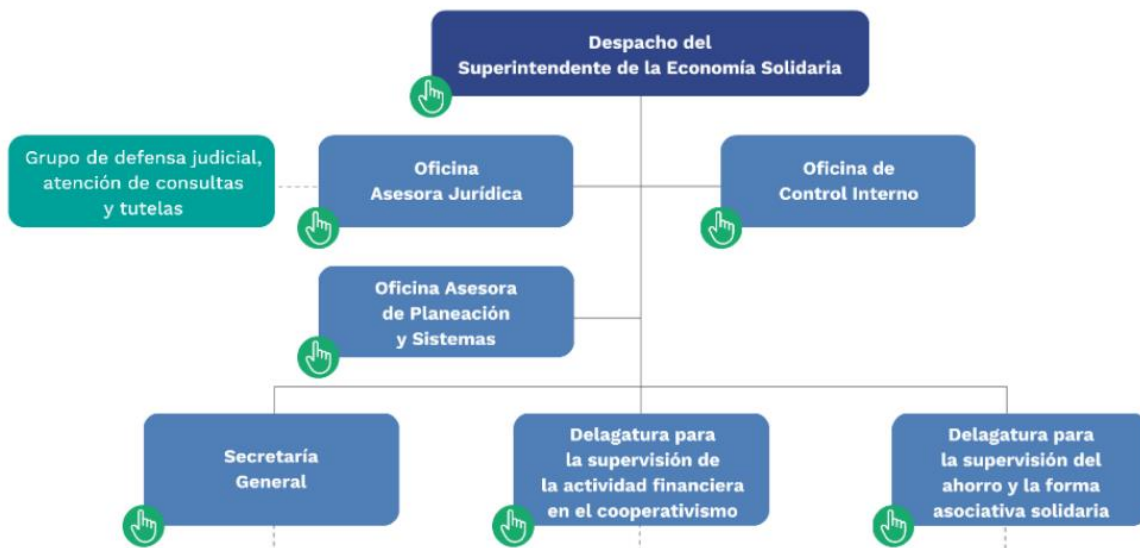 Despacho del
Superintendente de la Economía Solidaria
Grupo de defensa judicial,
atención de consultas
y tutelas
Oficina
Asesora Jurídica
Oficina de
Control Interno
Oficina Asesora
de Planeación
y Sistemas
Secretaría
General
Delagatura para
la supervisión de
la actividad financiera
en el cooperativismo
Delagatura para
la supervisión del
ahorro y la forma
asociativa solidaria